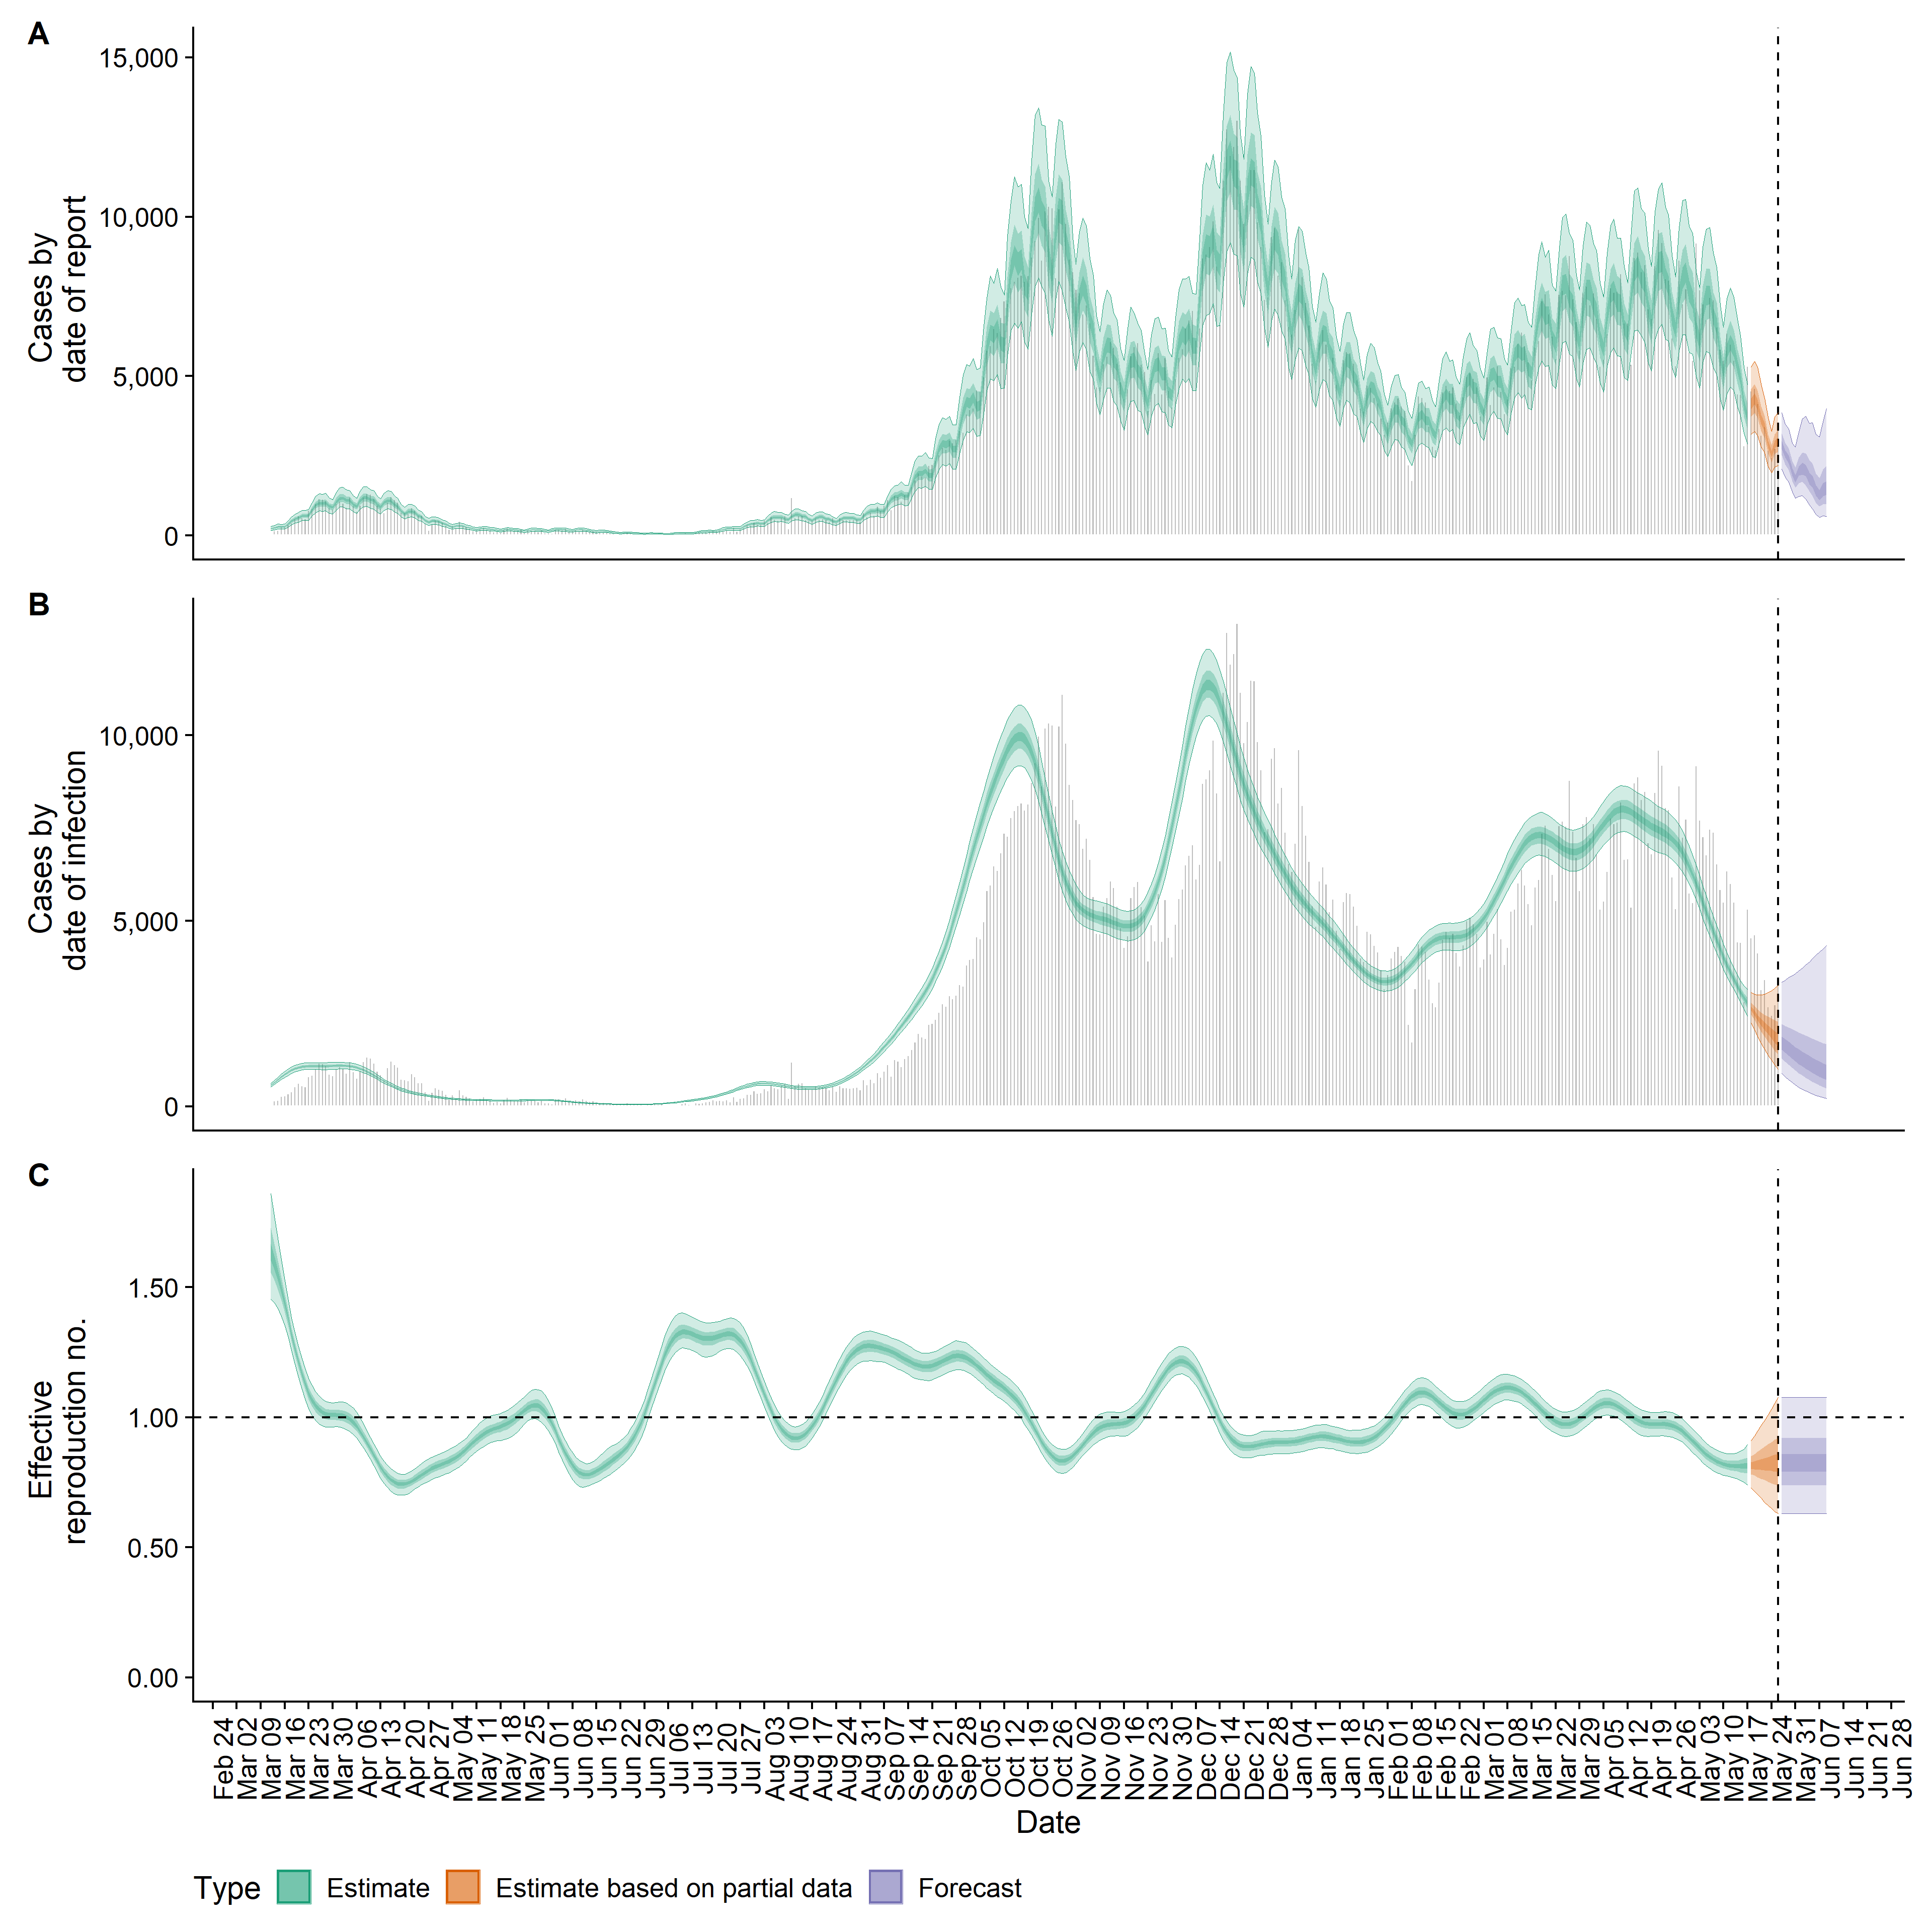 A
15,000
10,000
5,000
0
Cases by
date of report
B
10,000
5,000
0
Cases by
date of infection
C
1.50
1.00
0.50
0.00
Effective
reproduction no.
Feb 24
Mar 02
Mar 09
Mar 16
Mar 23
Mar 30
Apr 06
Apr 13
Apr 20
Apr 27
May 04
May 11
May 18
May 25
Jun 01
Jun 08
Jun 15
Jun 22
Jun 29
Jul 06
Jul 13
Jul 20
Jul 27
Aug 03
Aug 10
Aug 17
Aug 24
Aug 31
Sep 07
Sep 14
Sep 21
Sep 28
Oct 05
Oct 12
Oct 19
Oct 26
Nov 02
Nov 09
Nov 16
Nov 23
Nov 30
Dec 07
Dec 14
Dec 21
Dec 28
Jan 04
Jan 11
Jan 18
Jan 25
Feb 01
Feb 08
Feb 15
Feb 22
Mar 01
Mar 08
Mar 15
Mar 22
Mar 29
Apr 05
Apr 12
Apr 19
Apr 26
May 03
May 10
May 17
May 24
May 31
Jun 07
Jun 14
Jun 21
Jun 28
Date
Type
Estimate
Estimate based on partial data
Forecast